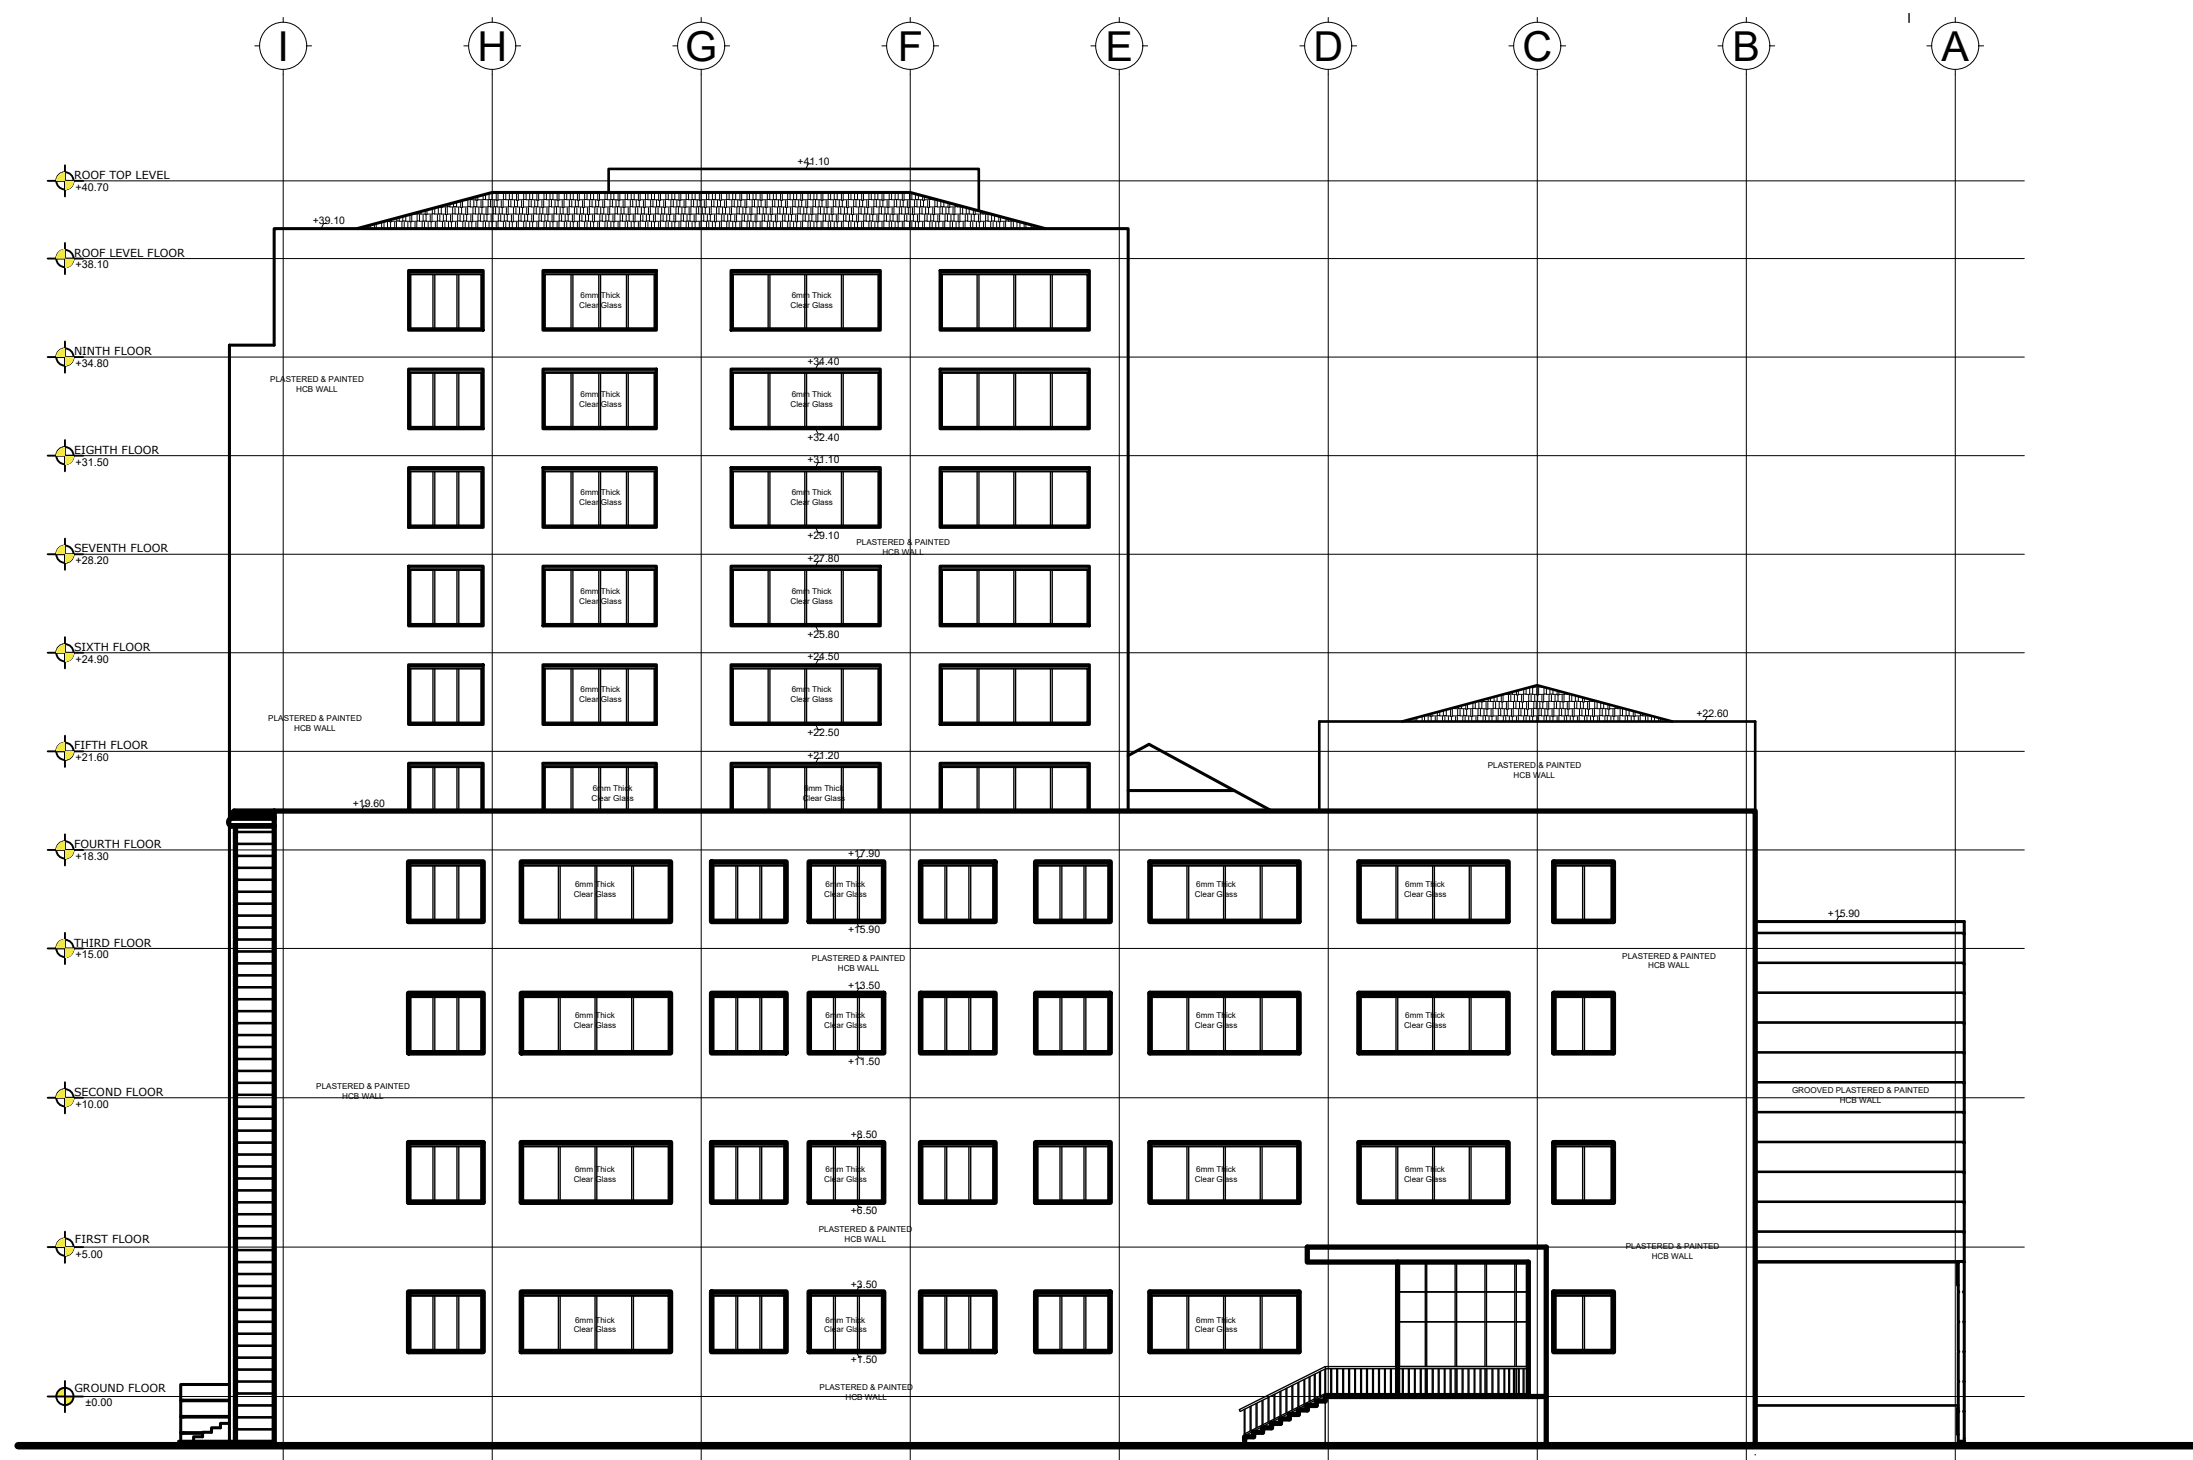 I H G F E D C B A
+41.10
ROOF TOP LEVEL
+40.70
+39.10
ROOF LEVEL FLOOR
+38.10
6mm Thick
Clear Glass
6mm Thick
Clear Glass
NINTH FLOOR
+34.80
+34.40
PLASTERED & PAINTED
HCB WALL
6mm Thick
Clear Glass
6mm Thick
Clear Glass
+32.40
EIGHTH FLOOR
+31.50
+31.10
6mm Thick
Clear Glass
6mm Thick
Clear Glass
+29.10
PLASTERED & PAINTED
HCB WALL
SEVENTH FLOOR
+28.20
+27.80
6mm Thick
Clear Glass
6mm Thick
Clear Glass
+25.80
SIXTH FLOOR
+24.90
+24.50
6mm Thick
Clear Glass
6mm Thick
Clear Glass
PLASTERED & PAINTED
HCB WALL
+22.60
+22.50
FIFTH FLOOR
+21.60
+21.20
PLASTERED & PAINTED
HCB WALL
6mm Thick
Clear Glass
6mm Thick
Clear Glass
+19.60
FOURTH FLOOR
+18.30
+17.90
6mm Thick
Clear Glass
6mm Thick
Clear Glass
6mm Thick
Clear Glass
6mm Thick
Clear Glass
+15.90
+15.90
THIRD FLOOR
+15.00
PLASTERED & PAINTED
HCB WALL
PLASTERED & PAINTED
HCB WALL
+13.50
6mm Thick
Clear Glass
6mm Thick
Clear Glass
6mm Thick
Clear Glass
6mm Thick
Clear Glass
+11.50
SECOND FLOOR
+10.00
PLASTERED & PAINTED
HCB WALL
GROOVED PLASTERED & PAINTED
HCB WALL
+8.50
6mm Thick
Clear Glass
6mm Thick
Clear Glass
6mm Thick
Clear Glass
6mm Thick
Clear Glass
+6.50
PLASTERED & PAINTED
HCB WALL
FIRST FLOOR
+5.00
PLASTERED & PAINTED
HCB WALL
+3.50
6mm Thick
Clear Glass
6mm Thick
Clear Glass
6mm Thick
Clear Glass
+1.50
GROUND FLOOR
±0.00
PLASTERED & PAINTED
HCB WALL